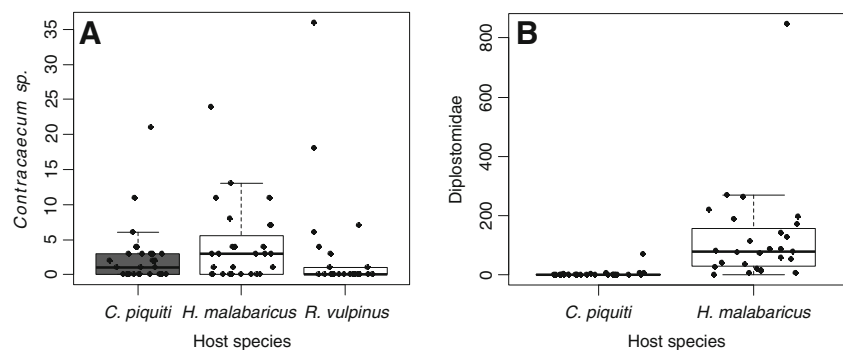 A
Contracaecum sp.
35
30
25
20
15
10
5
0
C. piquiti H. malabaricus R. vulpinus
Host species
B
Diplostomidae
800
600
400
200
0
C. piquiti H. malabaricus
Host species